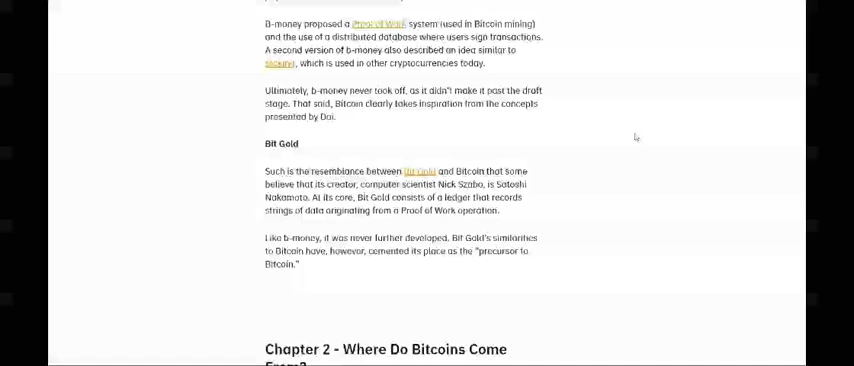 B-money proposed a Proof of Work system (used in Bitcoin mining)
and the use of a distributed database where users sign transactions.
A second version of b-money also described an idea similar to
staking, which is used in other cryptocurrencies today.
Ultimately, b-money never took off, as it didn't make it past the draft
stage. That said, Bitcoin clearly takes inspiration from the concepts
presented by Dai.
Bit Gold
Such is the resemblance between Bit Gold and Bitcoin that some
believe that its creator, computer scientist Nick Szabo, is Satoshi
Nakamoto. At its core, Bit Gold consists of a ledger that records
strings of data originating from a Proof of Work operation.
Like b-money, it was never further developed. Bit Gold's similarities
to Bitcoin have, however, cemented its place as the "precursor to
Bitcoin."
Chapter 2 - Where Do Bitcoins Come
From?